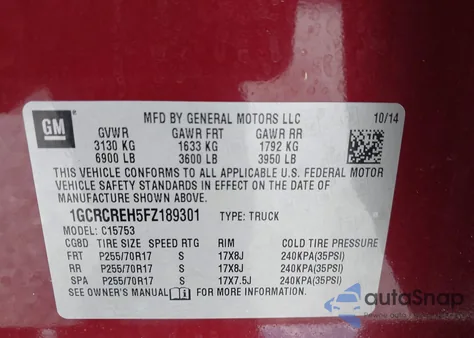 GM
MFD BY GENERAL MOTORS LLC 10/14
GVWR GAWR FRT GAWR RR
3130 KG 1633 KG 1792 KG
6900 LB 3600 LB 3950 LB
THIS VEHICLE CONFORMS TO ALL APPLICABLE U.S. FEDERAL MOTOR
VEHICLE SAFETY STANDARDS IN EFFECT ON THE DATE OF
MANUFACTURE SHOWN ABOVE.
1GCRCREH5FZ189301 TYPE: TRUCK
MODEL: C15753
CG8D TIRE SIZE SPEED RTG RIM COLD TIRE PRESSURE
FRT P255/70R17 S 17X8J 240KPA(35PSI)
RR P255/70R17 S 17X8J 240KPA(35PSI)
SPA P255/70R17 S 17X7.5J 240KPA(35PSI)
SEE OWNER'S MANUAL FOR MORE INFORMATION.
autoSnap